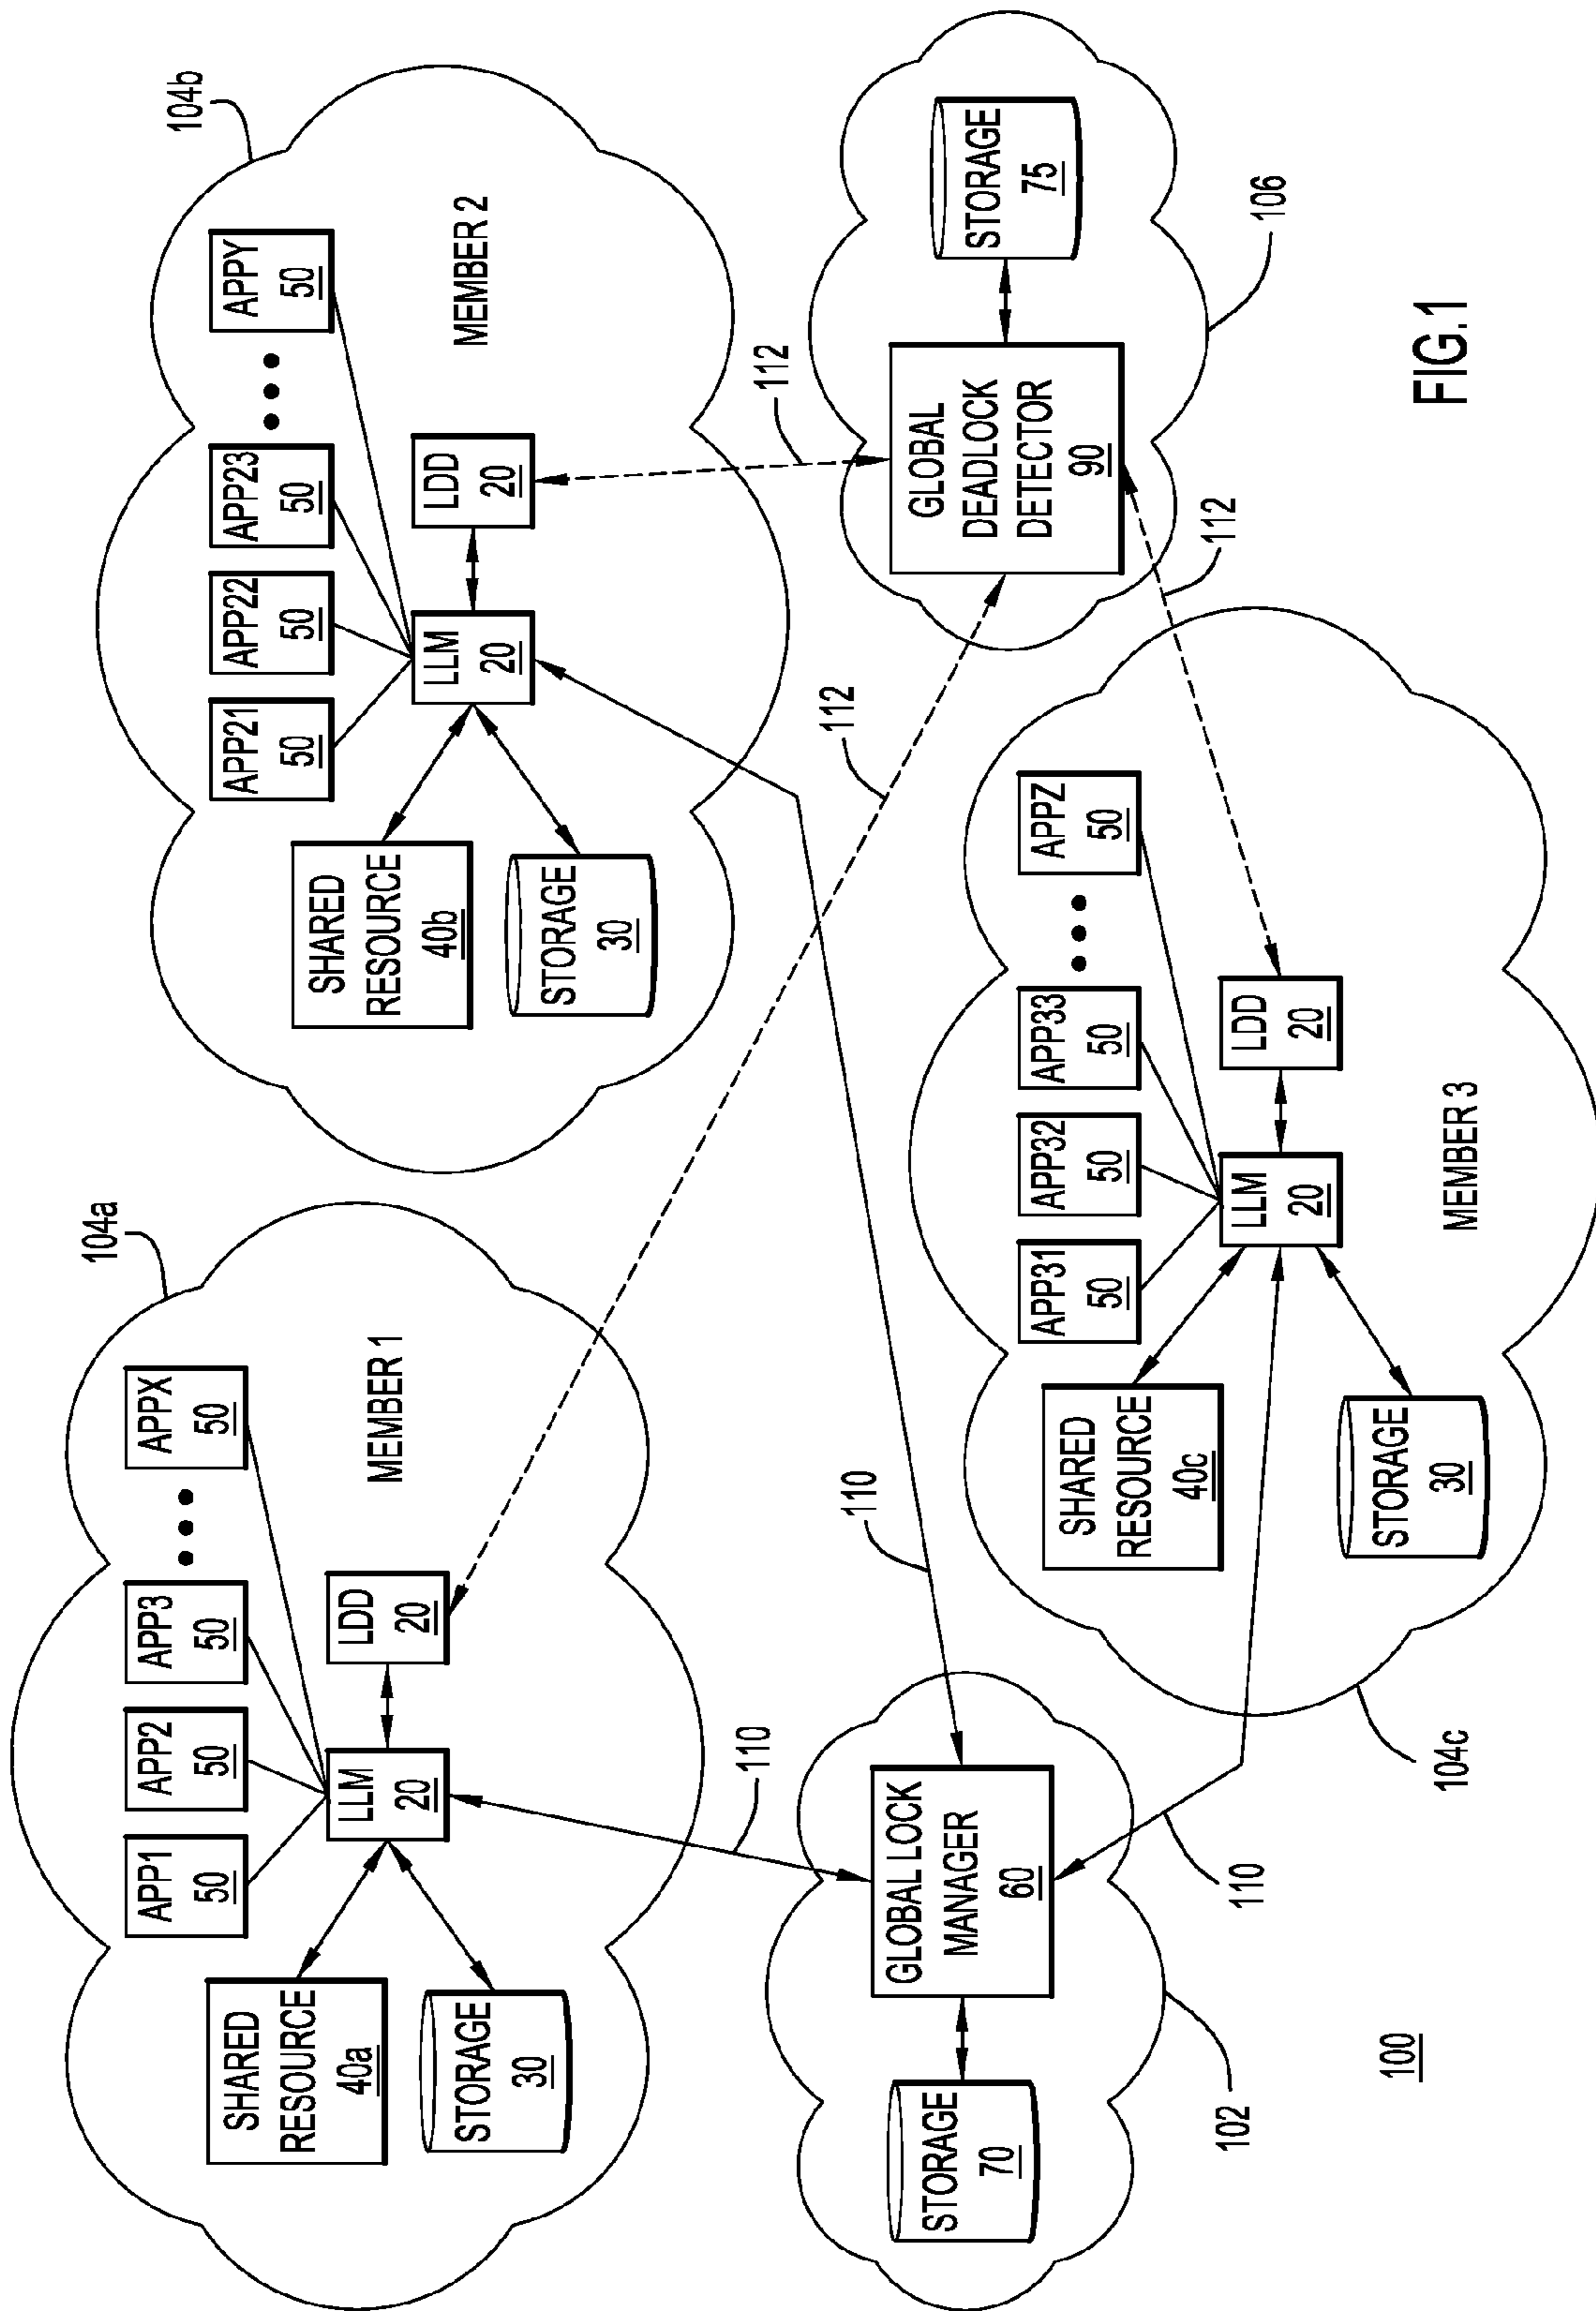 104a
APP1
50
APP2
50
APP3
50
APPX
50
SHARED
RESOURCE
40a
LLM
20
LDD
20
STORAGE
30
MEMBER 1
104b
APP21
50
APP22
50
APP23
50
APPY
50
SHARED
RESOURCE
40b
LLM
20
LDD
20
STORAGE
30
MEMBER 2
110
110
112
112
STORAGE
70
GLOBAL LOCK
MANAGER
60
102
110
APP31
50
APP32
50
APP33
50
APPZ
50
SHARED
RESOURCE
40c
LLM
20
LDD
20
STORAGE
30
MEMBER 3
104c
112
GLOBAL
DEADLOCK
DETECTOR
90
STORAGE
75
106
100
FIG.1